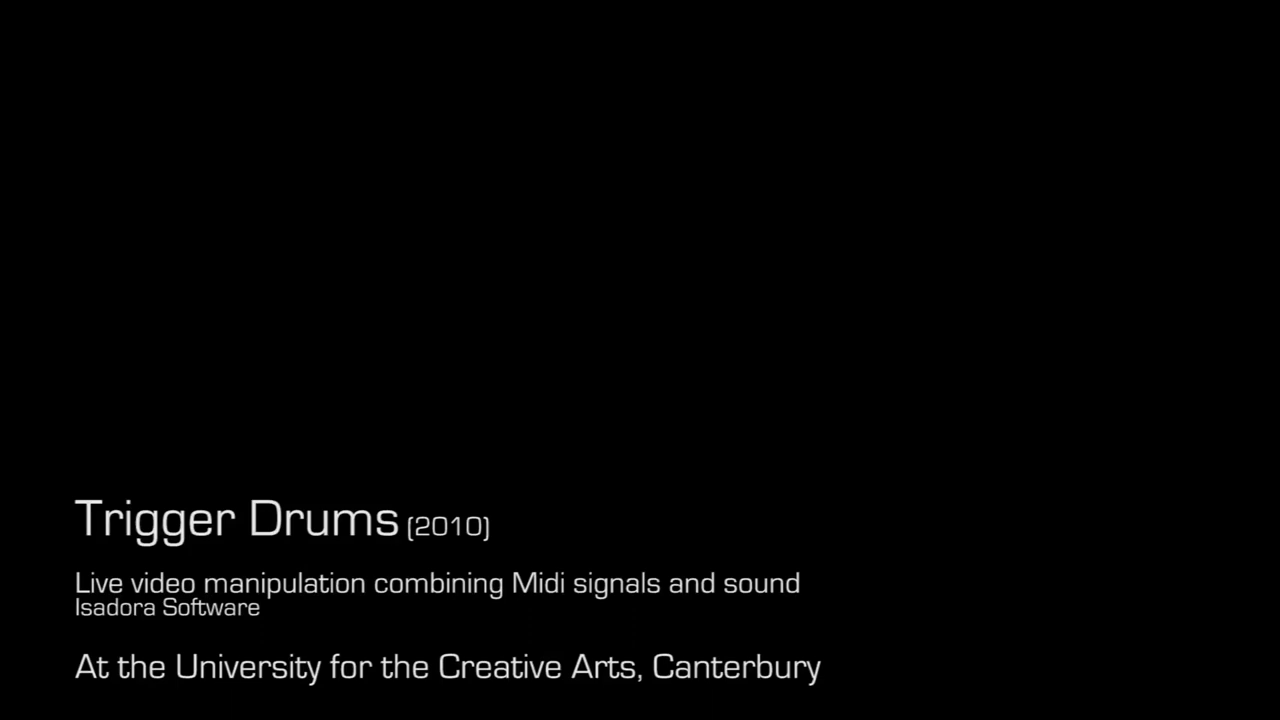 Trigger Drums (2010)
Live video manipulation combining Midi signals and sound
Isadora Software
At the University for the Creative Arts, Canterbury